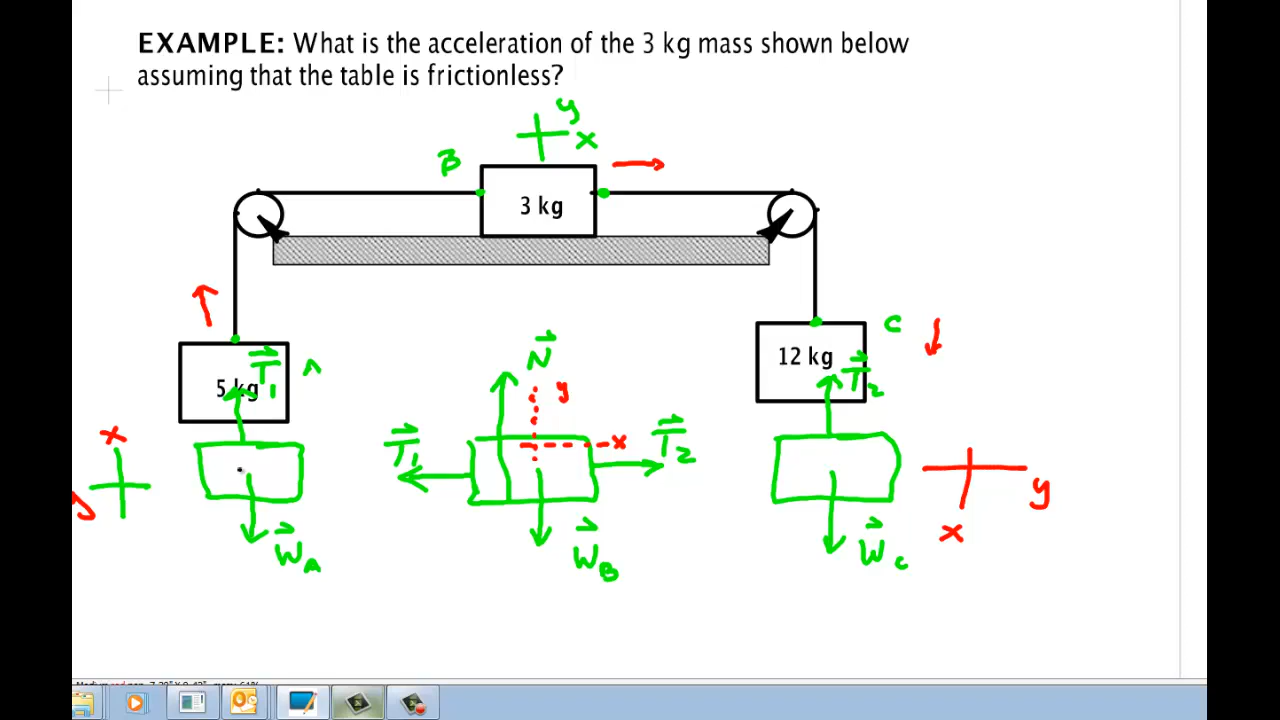 EXAMPLE: What is the acceleration of the 3 kg mass shown below
assuming that the table is frictionless?
y
x
B
3 kg
5 kg
T1
A
N
y
x
T1
T2
12 kg
C
T2
x
y
x
y
WA
WB
WC